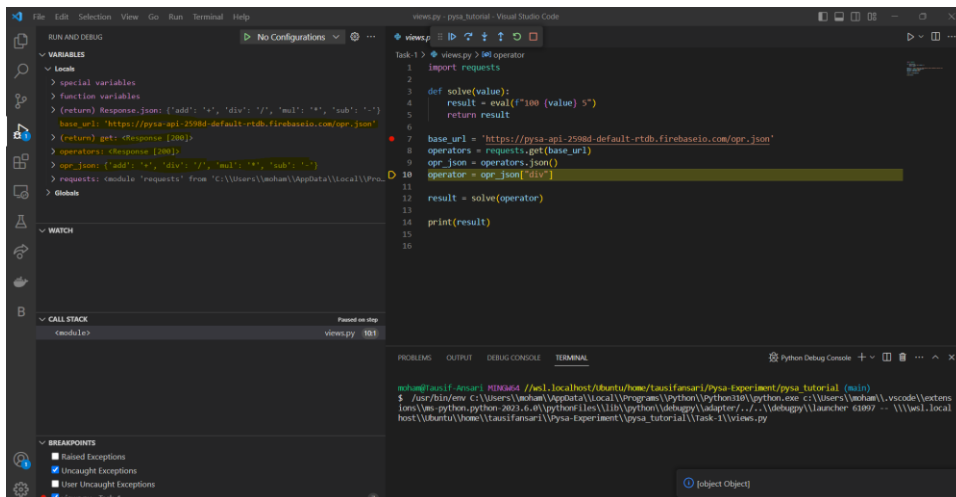 File Edit Selection View Go Run Terminal Help
views.py - pysa_tutorial - Visual Studio Code
RUN AND DEBUG
No Configurations
VARIABLES
Locals
special variables
function variables
(return) Response.json: {'add': '+', 'div': '/', 'mul': '*', 'sub': '-'}
base_url: 'https://pysa-api-2598d-default-rtdb.firebaseio.com/opr.json'
(return) get: <Response [200]>
operators: <Response [200]>
opr_json: {'add': '+', 'div': '/', 'mul': '*', 'sub': '-'}
requests: <module 'requests' from 'C:\\Users\\moham\\AppData\\Local\\Pro…
Globals
WATCH
CALL STACK
Paused on step
<module>
views.py 10:1
BREAKPOINTS
Raised Exceptions
Uncaught Exceptions
User Uncaught Exceptions
views.p
Task-1 > views.py > operator
1 import requests
2
3 def solve(value):
4 result = eval(f"100 {value} 5")
5 return result
6
7 base_url = 'https://pysa-api-2598d-default-rtdb.firebaseio.com/opr.json'
8 operators = requests.get(base_url)
9 opr_json = operators.json()
10 operator = opr_json["div"]
11
12 result = solve(operator)
13
14 print(result)
15
16
PROBLEMS OUTPUT DEBUG CONSOLE TERMINAL
Python Debug Console
moham@Tausif-Ansari MINGW64 //wsl.localhost/Ubuntu/home/tausifansari/Pysa-Experiment/pysa_tutorial (main)
$ /usr/bin/env C:\\Users\\moham\\AppData\\Local\\Programs\\Python\\Python310\\python.exe c:\\Users\\moham\\.vscode\\extens
ions\\ms-python.python-2023.6.0\\pythonFiles\\lib\\python\\debugpy\\adapter/../..\\debugpy\\launcher 61097 -- \\\\wsl.local
host\\Ubuntu\\home\\tausifansari\\Pysa-Experiment\\pysa_tutorial\\Task-1\\views.py
[object Object]